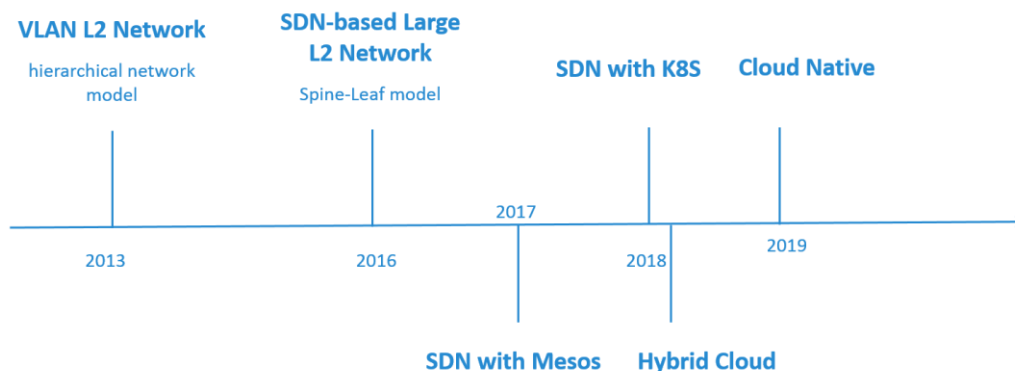 VLAN L2 Network
hierarchical network
model
SDN-based Large
L2 Network
Spine-Leaf model
SDN with K8S
Cloud Native
2017
2013
2016
2018
2019
SDN with Mesos
Hybrid Cloud